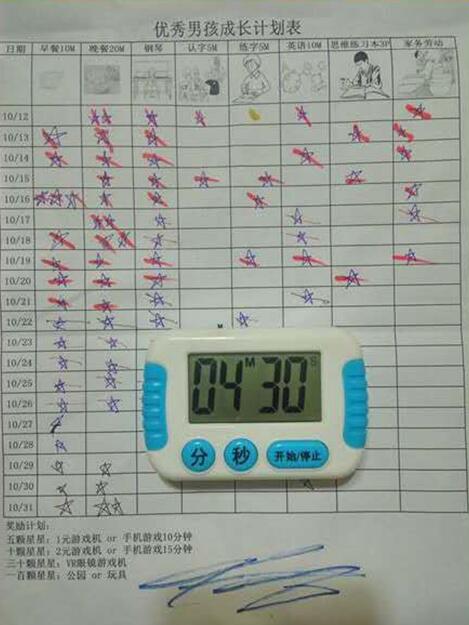 优秀男孩成长计划表
日期 早餐10M 晚餐20M 钢琴 认字5M 练字5M 英语10M 思维练习本3P 家务劳动
10/12
10/13
10/14
10/15
10/16
10/17
10/18
10/19
10/20
10/21
10/22
10/23
10/24
10/25
10/26
10/27
10/28
10/29
10/30
10/31
M S
04 30
分 秒 开始/停止
奖励计划：
五颗星星：1元游戏机 or 手机游戏10分钟
十颗星星：2元游戏机 or 手机游戏15分钟
三十颗星星：VR眼镜游戏机
一百颗星星：公园 or 玩具